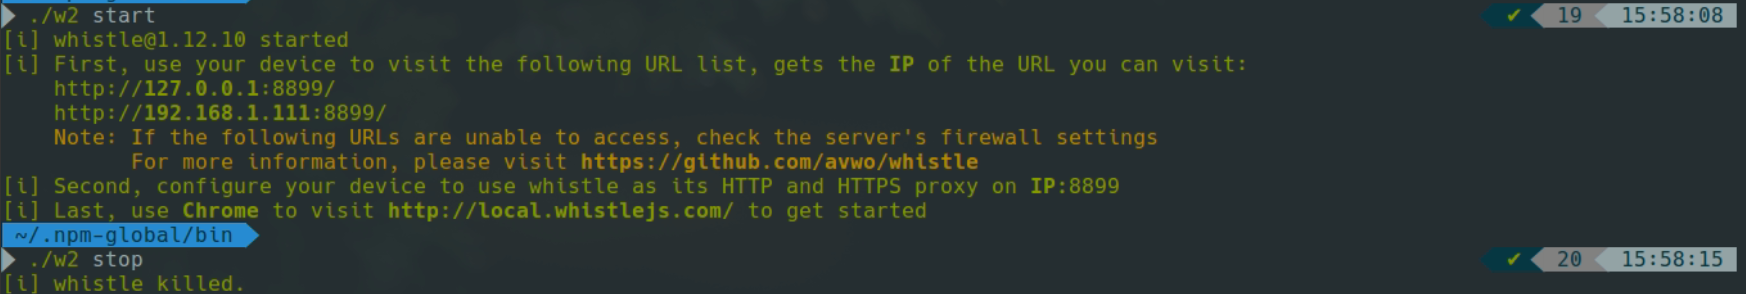 ./w2 start ✔ 19 15:58:08
[i] whistle@1.12.10 started
[i] First, use your device to visit the following URL list, gets the IP of the URL you can visit:
http://127.0.0.1:8899/
http://192.168.1.111:8899/
Note: If the following URLs are unable to access, check the server's firewall settings
For more information, please visit https://github.com/avwo/whistle
[i] Second, configure your device to use whistle as its HTTP and HTTPS proxy on IP:8899
[i] Last, use Chrome to visit http://local.whistlejs.com/ to get started
~/.npm-global/bin
./w2 stop ✔ 20 15:58:15
[i] whistle killed.